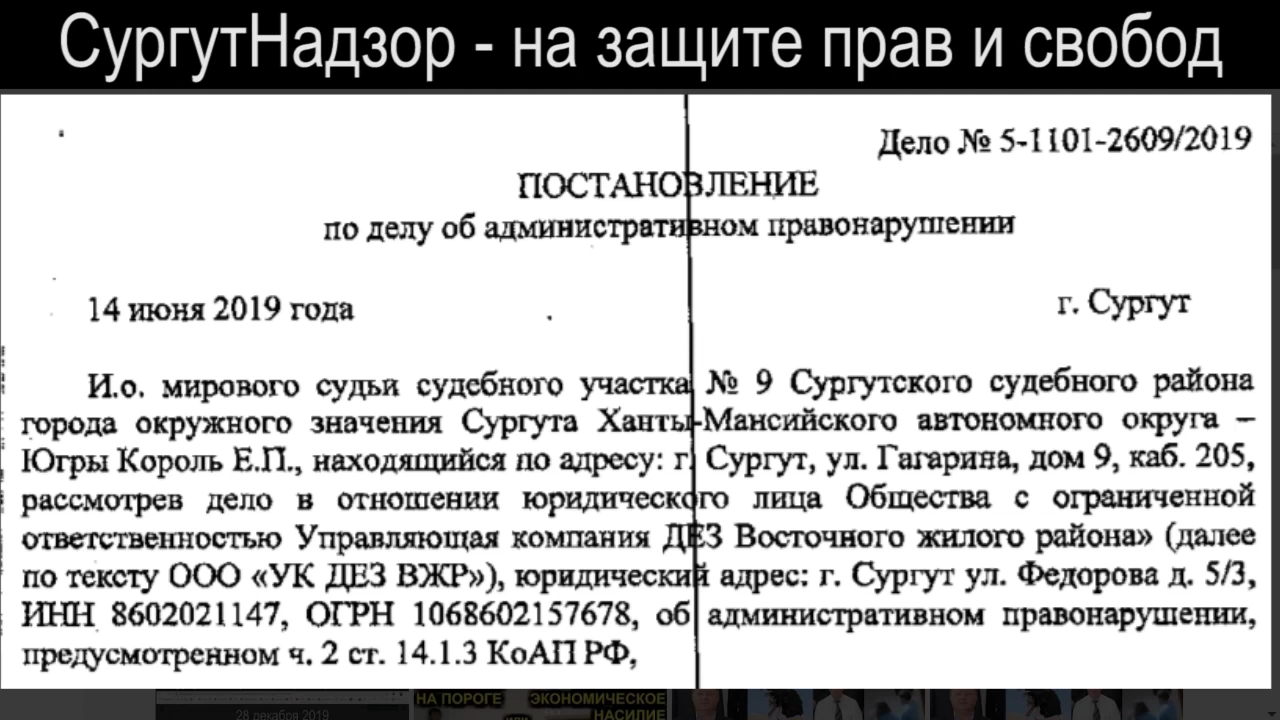 СургутНадзор - на защите прав и свобод
Дело № 5-1101-2609/2019
ПОСТАНОВЛЕНИЕ
по делу об административном правонарушении
14 июня 2019 года
г. Сургут
И.о. мирового судьи судебного участка № 9 Сургутского судебного района
города окружного значения Сургута Ханты-Мансийского автономного округа –
Югры Король Е.П., находящийся по адресу: г. Сургут, ул. Гагарина, дом 9, каб. 205,
рассмотрев дело в отношении юридического лица Общества с ограниченной
ответственностью Управляющая компания ДЕЗ Восточного жилого района» (далее
по тексту ООО «УК ДЕЗ ВЖР»), юридический адрес: г. Сургут ул. Федорова д. 5/3,
ИНН 8602021147, ОГРН 1068602157678, об административном правонарушении,
предусмотренном ч. 2 ст. 14.1.3 КоАП РФ,
28 декабря 2019
НА ПОРОГЕ
ЭКОНОМИЧЕСКОЕ
ИЛИ
НАСИЛИЕ